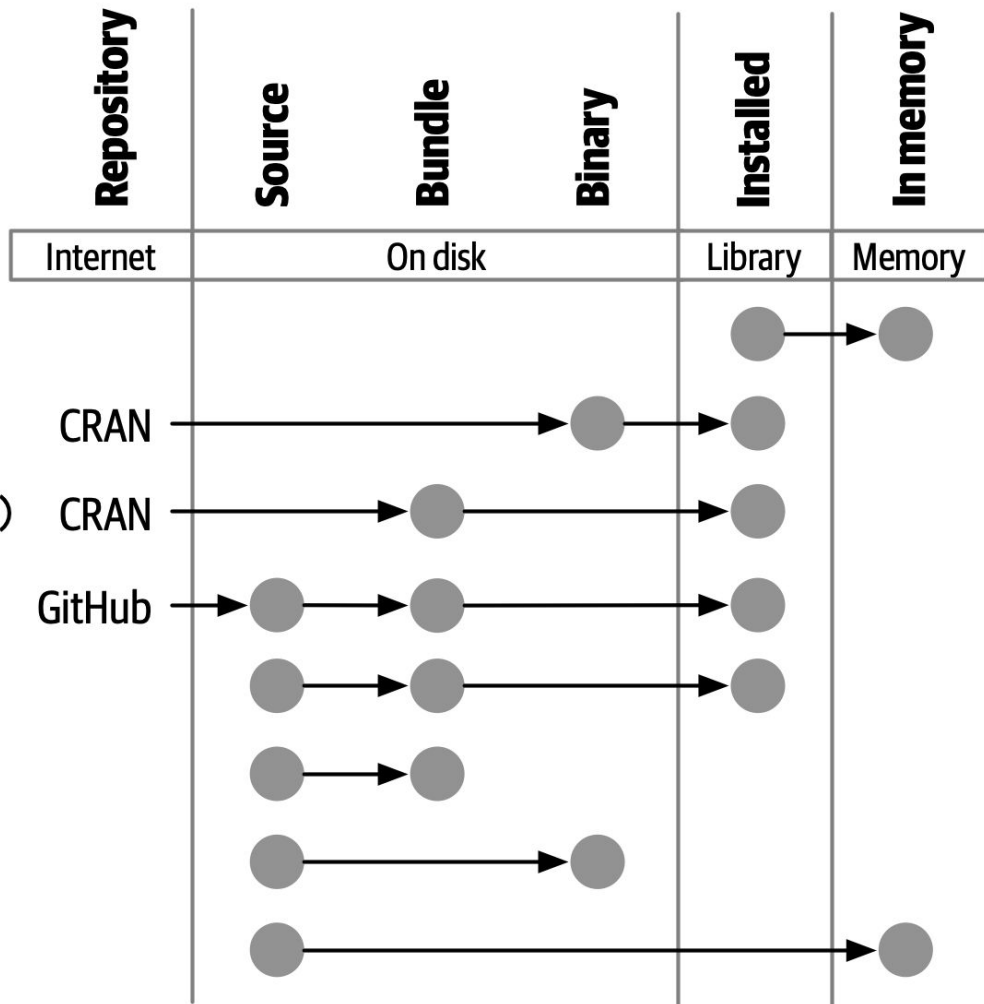 Repository
Source
Bundle
Binary
Installed
In memory
Internet On disk Library Memory
CRAN
) CRAN
GitHub